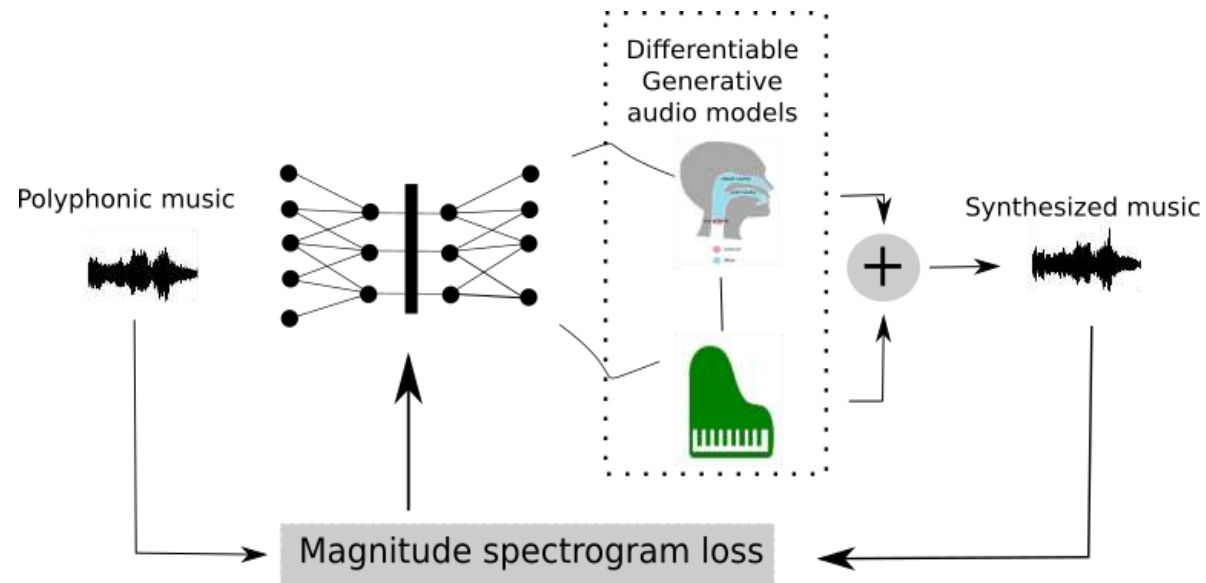 Differentiable
Generative
audio models
Polyphonic music
Synthesized music
+
Magnitude spectrogram loss